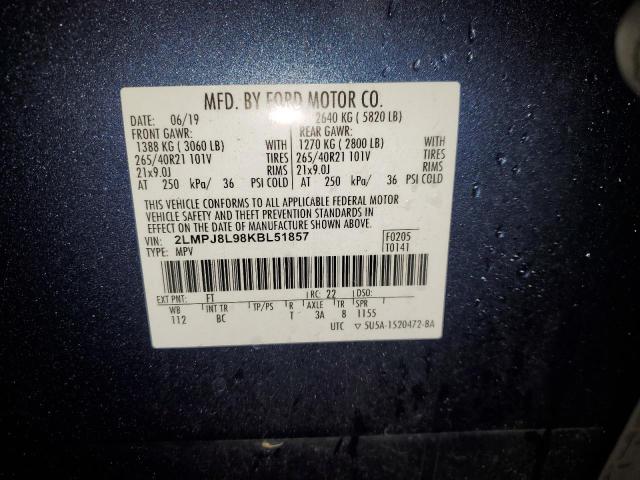 MFD. BY FORD MOTOR CO.
DATE: 06/19 2640 KG ( 5820 LB)
FRONT GAWR: REAR GAWR:
1388 KG ( 3060 LB) WITH 1270 KG ( 2800 LB) WITH
265/40R21 101V TIRES 265/40R21 101V TIRES
21x9.0J RIMS 21x9.0J RIMS
AT 250 kPa/ 36 PSI COLD AT 250 kPa/ 36 PSI COLD
THIS VEHICLE CONFORMS TO ALL APPLICABLE FEDERAL MOTOR
VEHICLE SAFETY AND THEFT PREVENTION STANDARDS IN
EFFECT ON THE DATE OF MANUFACTURE SHOWN ABOVE.
VIN: 2LMPJ8L98KBL51857 F0205
TYPE: MPV T0141
EXT PNT: FT RC: 22 DSO:
WB INT TR TP/PS R AXLE TR SPR
112 BC T 3A 8 1155
UTC ▽ 5U5A-1520472-BA